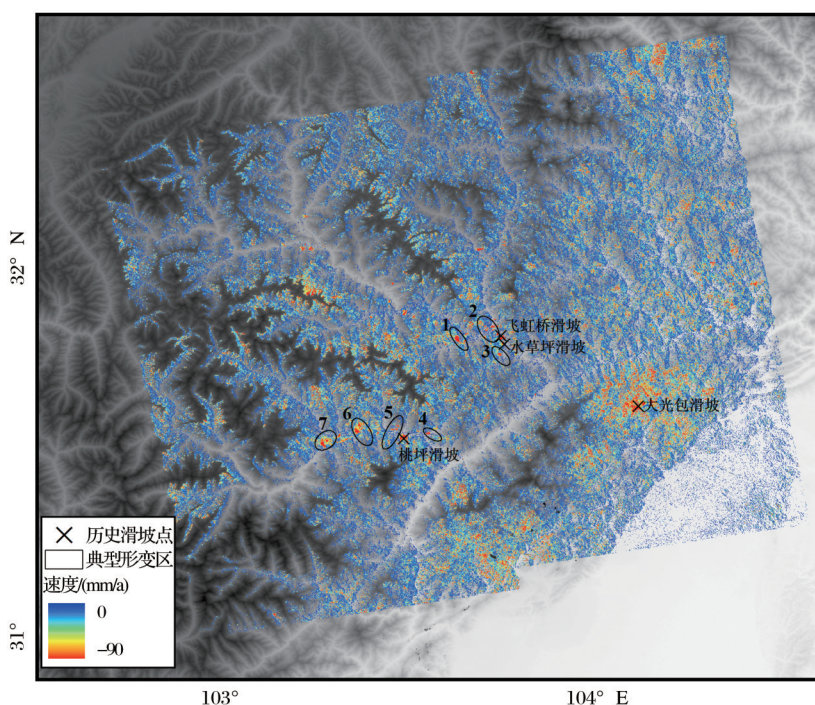 32° N
1
2
飞虹桥滑坡
3
水草坪滑坡
大光包滑坡
7
6
5
4
桃坪滑坡
历史滑坡点
典型形变区
速度/(mm/a)
0
−90
31°
103°
104° E